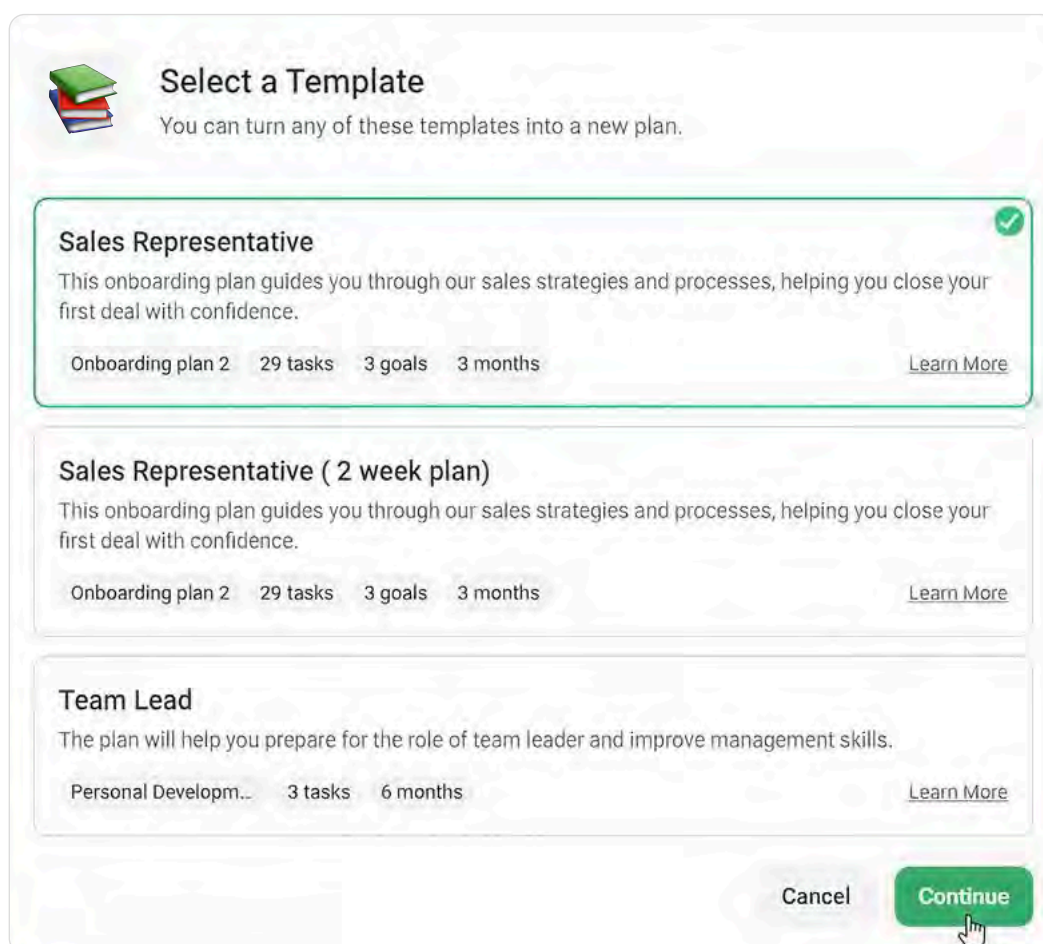 Select a Template
You can turn any of these templates into a new plan.
Sales Representative
This onboarding plan guides you through our sales strategies and processes, helping you close your
first deal with confidence.
Onboarding plan 2 29 tasks 3 goals 3 months Learn More
Sales Representative ( 2 week plan)
This onboarding plan guides you through our sales strategies and processes, helping you close your
first deal with confidence.
Onboarding plan 2 29 tasks 3 goals 3 months Learn More
Team Lead
The plan will help you prepare for the role of team leader and improve management skills.
Personal Developm... 3 tasks 6 months Learn More
Cancel Continue